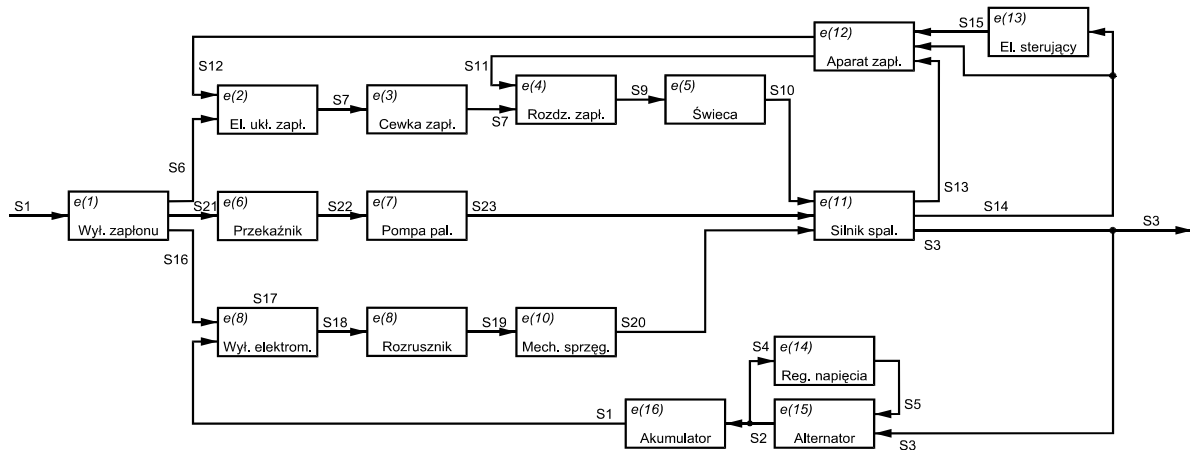 S15
e(13)
El. sterujący
e(12)
Aparat zapł.
S12
S11
e(2)
El. ukł. zapł.
S7
e(3)
Cewka zapł.
S7
e(4)
Rozdz. zapł.
S9
e(5)
Świeca
S10
S6
S13
S1
e(1)
Wył. zapłonu
S21
e(6)
Przekaźnik
S22
e(7)
Pompa pal.
S23
e(11)
Silnik spal.
S14
S3
S3
S16
S17
e(8)
Wył. elektrom.
S18
e(8)
Rozrusznik
S19
e(10)
Mech. sprzęg.
S20
S4
e(14)
Reg. napięcia
S5
S1
e(16)
Akumulator
S2
e(15)
Alternator
S3